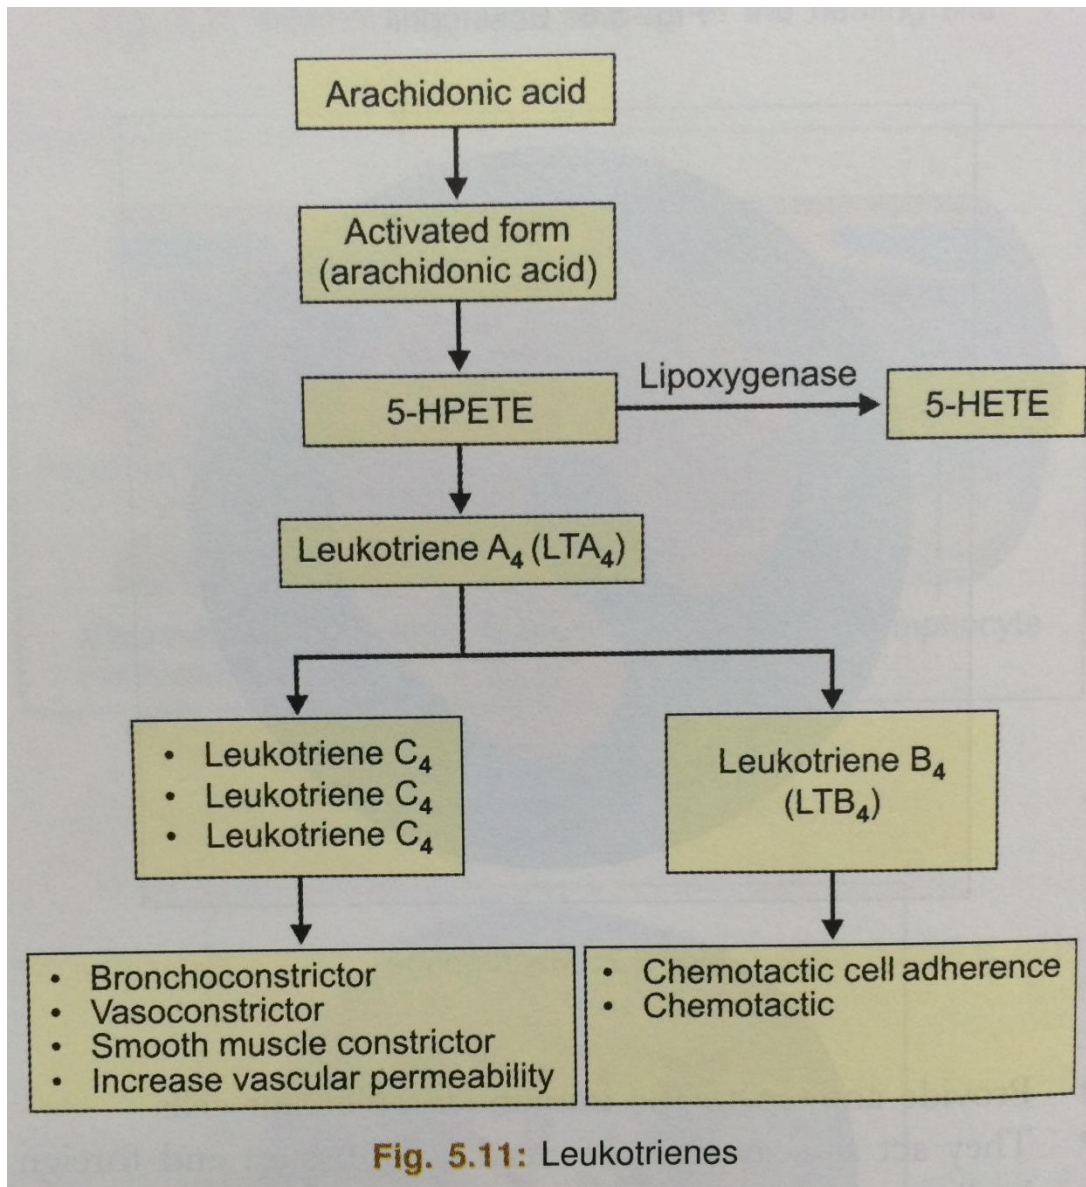 Arachidonic acid
Activated form
(arachidonic acid)
5-HPETE
Lipoxygenase
5-HETE
Leukotriene A₄ (LTA₄)
• Leukotriene C₄
• Leukotriene C₄
• Leukotriene C₄
Leukotriene B₄
(LTB₄)
• Bronchoconstrictor
• Vasoconstrictor
• Smooth muscle constrictor
• Increase vascular permeability
• Chemotactic cell adherence
• Chemotactic
Fig. 5.11: Leukotrienes